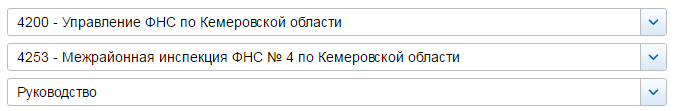 4200 - Управление ФНС по Кемеровской области
4253 - Межрайонная инспекция ФНС № 4 по Кемеровской области
Руководство